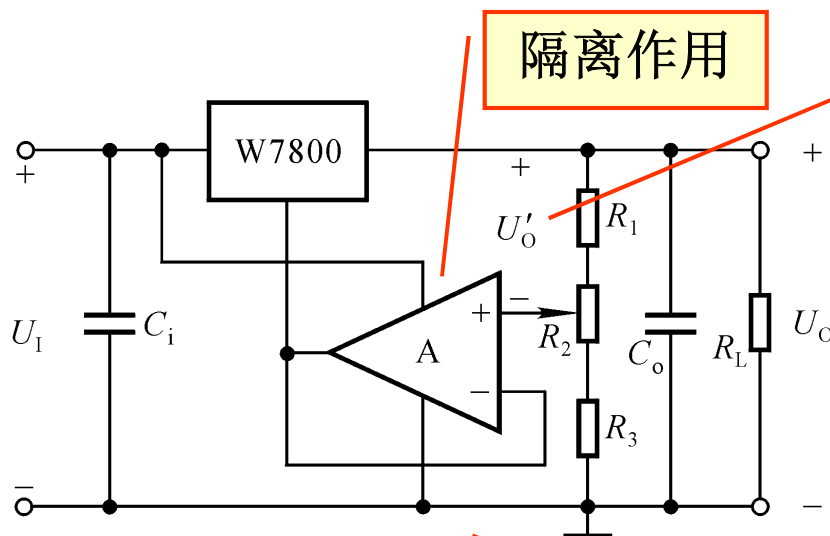 隔离作用
W7800
+
+
+
U′O
R1
UI
Ci
+
−
A
R2
−
Co
RL
UO
R3
−
−